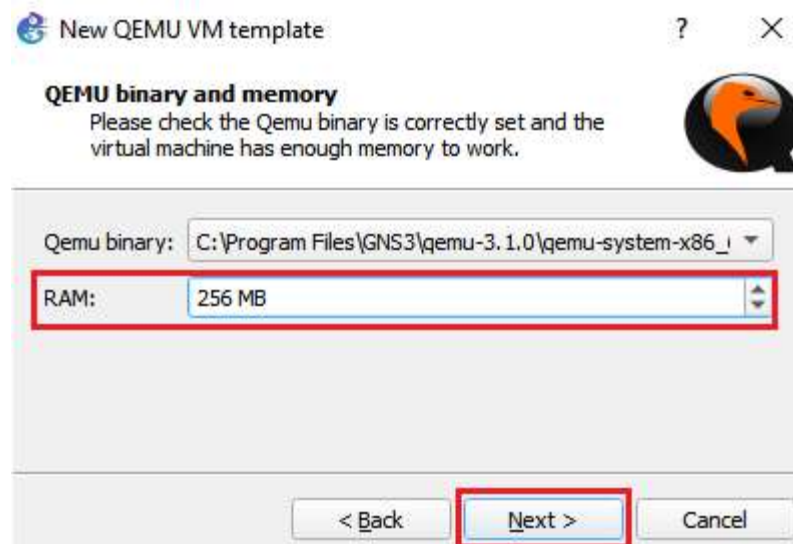 New QEMU VM template
QEMU binary and memory
Please check the Qemu binary is correctly set and the
virtual machine has enough memory to work.
Qemu binary: C:\Program Files\GNS3\qemu-3.1.0\qemu-system-x86_
RAM: 256 MB
< Back Next > Cancel